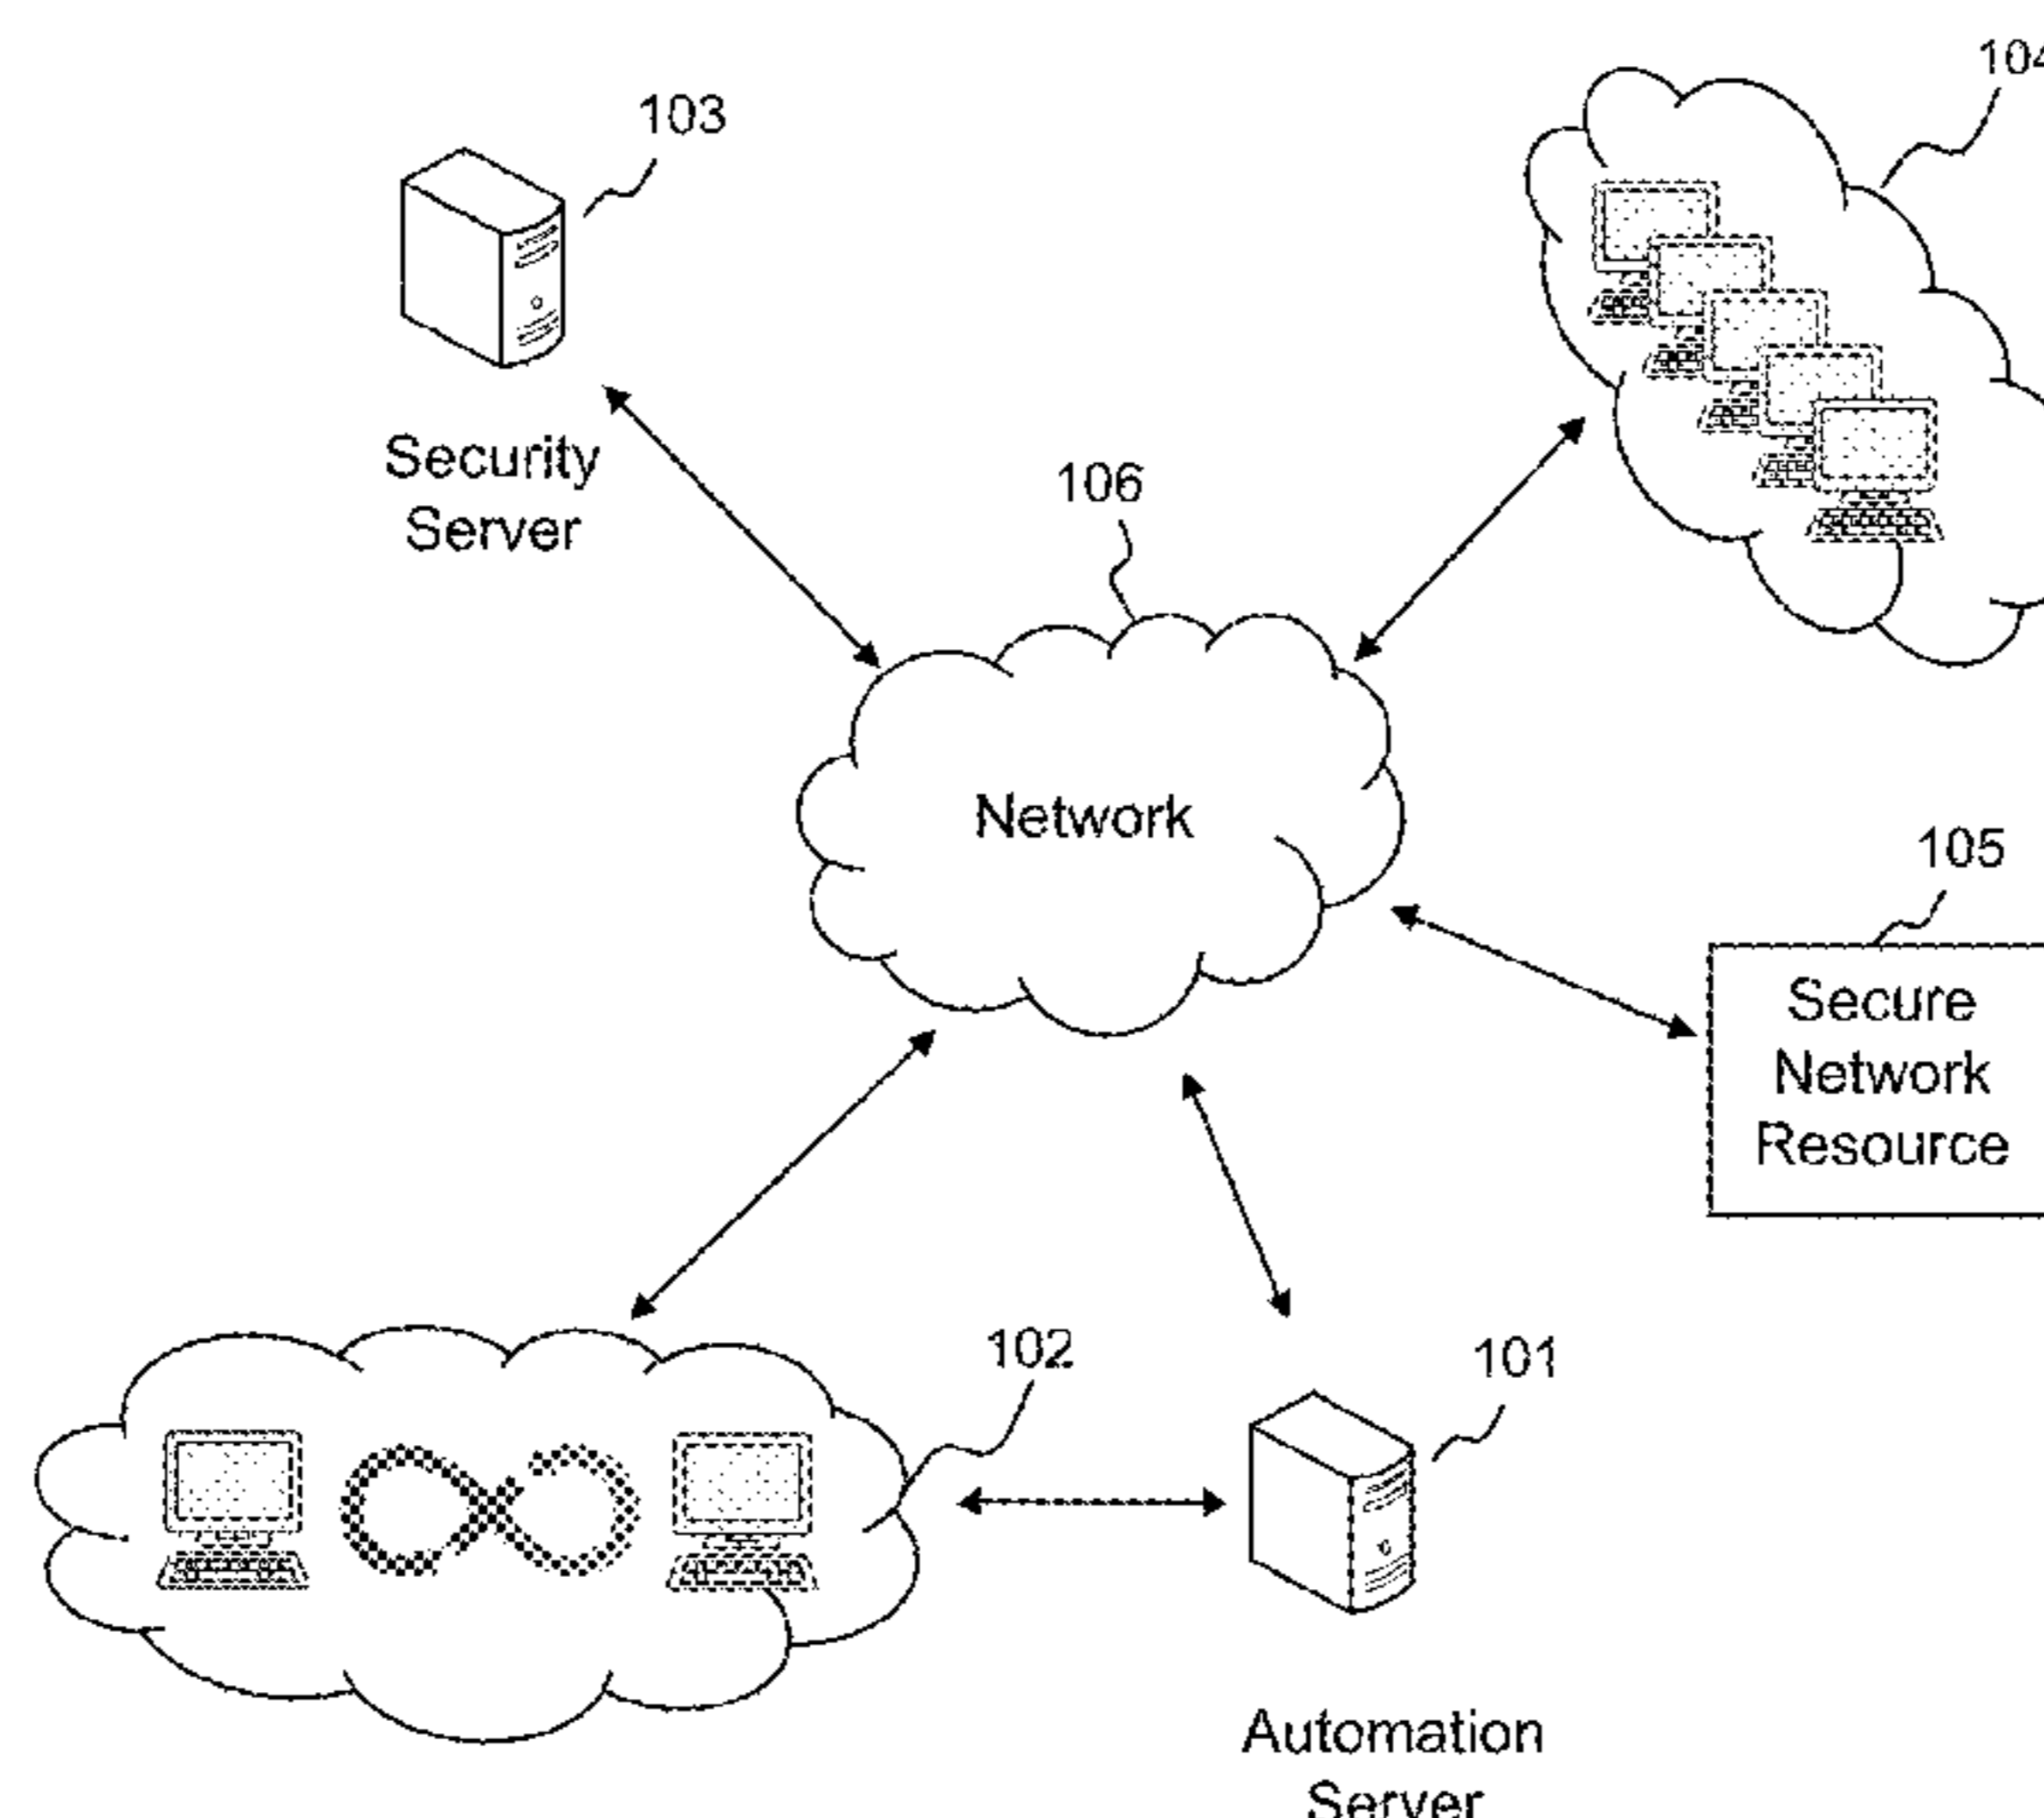 103
104
Security
Server
106
Network
105
Secure
Network
Resource
102
101
Automation
Server